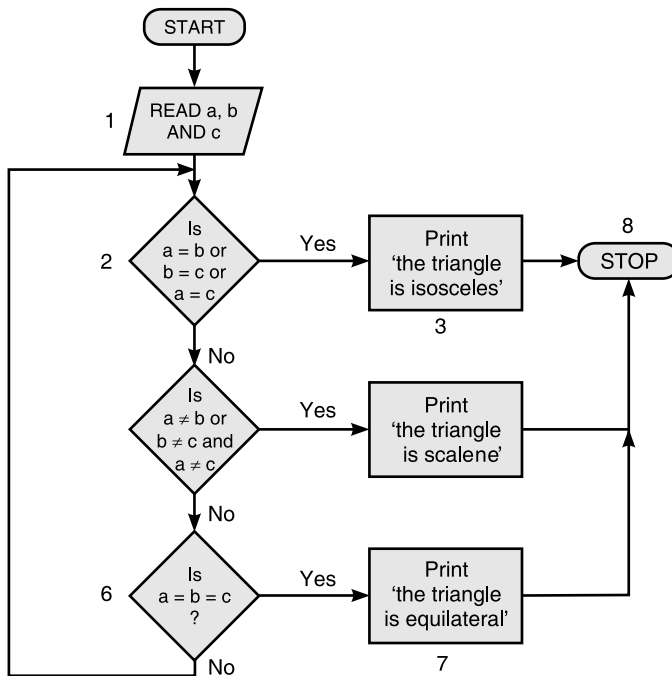 START
1
READ a, b
AND c
2
Is
a = b or
b = c or
a = c
Yes
Print
‘the triangle
is isosceles’
3
8
STOP
No
Is
a ≠ b or
b ≠ c and
a ≠ c
Yes
Print
‘the triangle
is scalene’
No
6
Is
a = b = c
?
Yes
Print
‘the triangle
is equilateral’
7
No